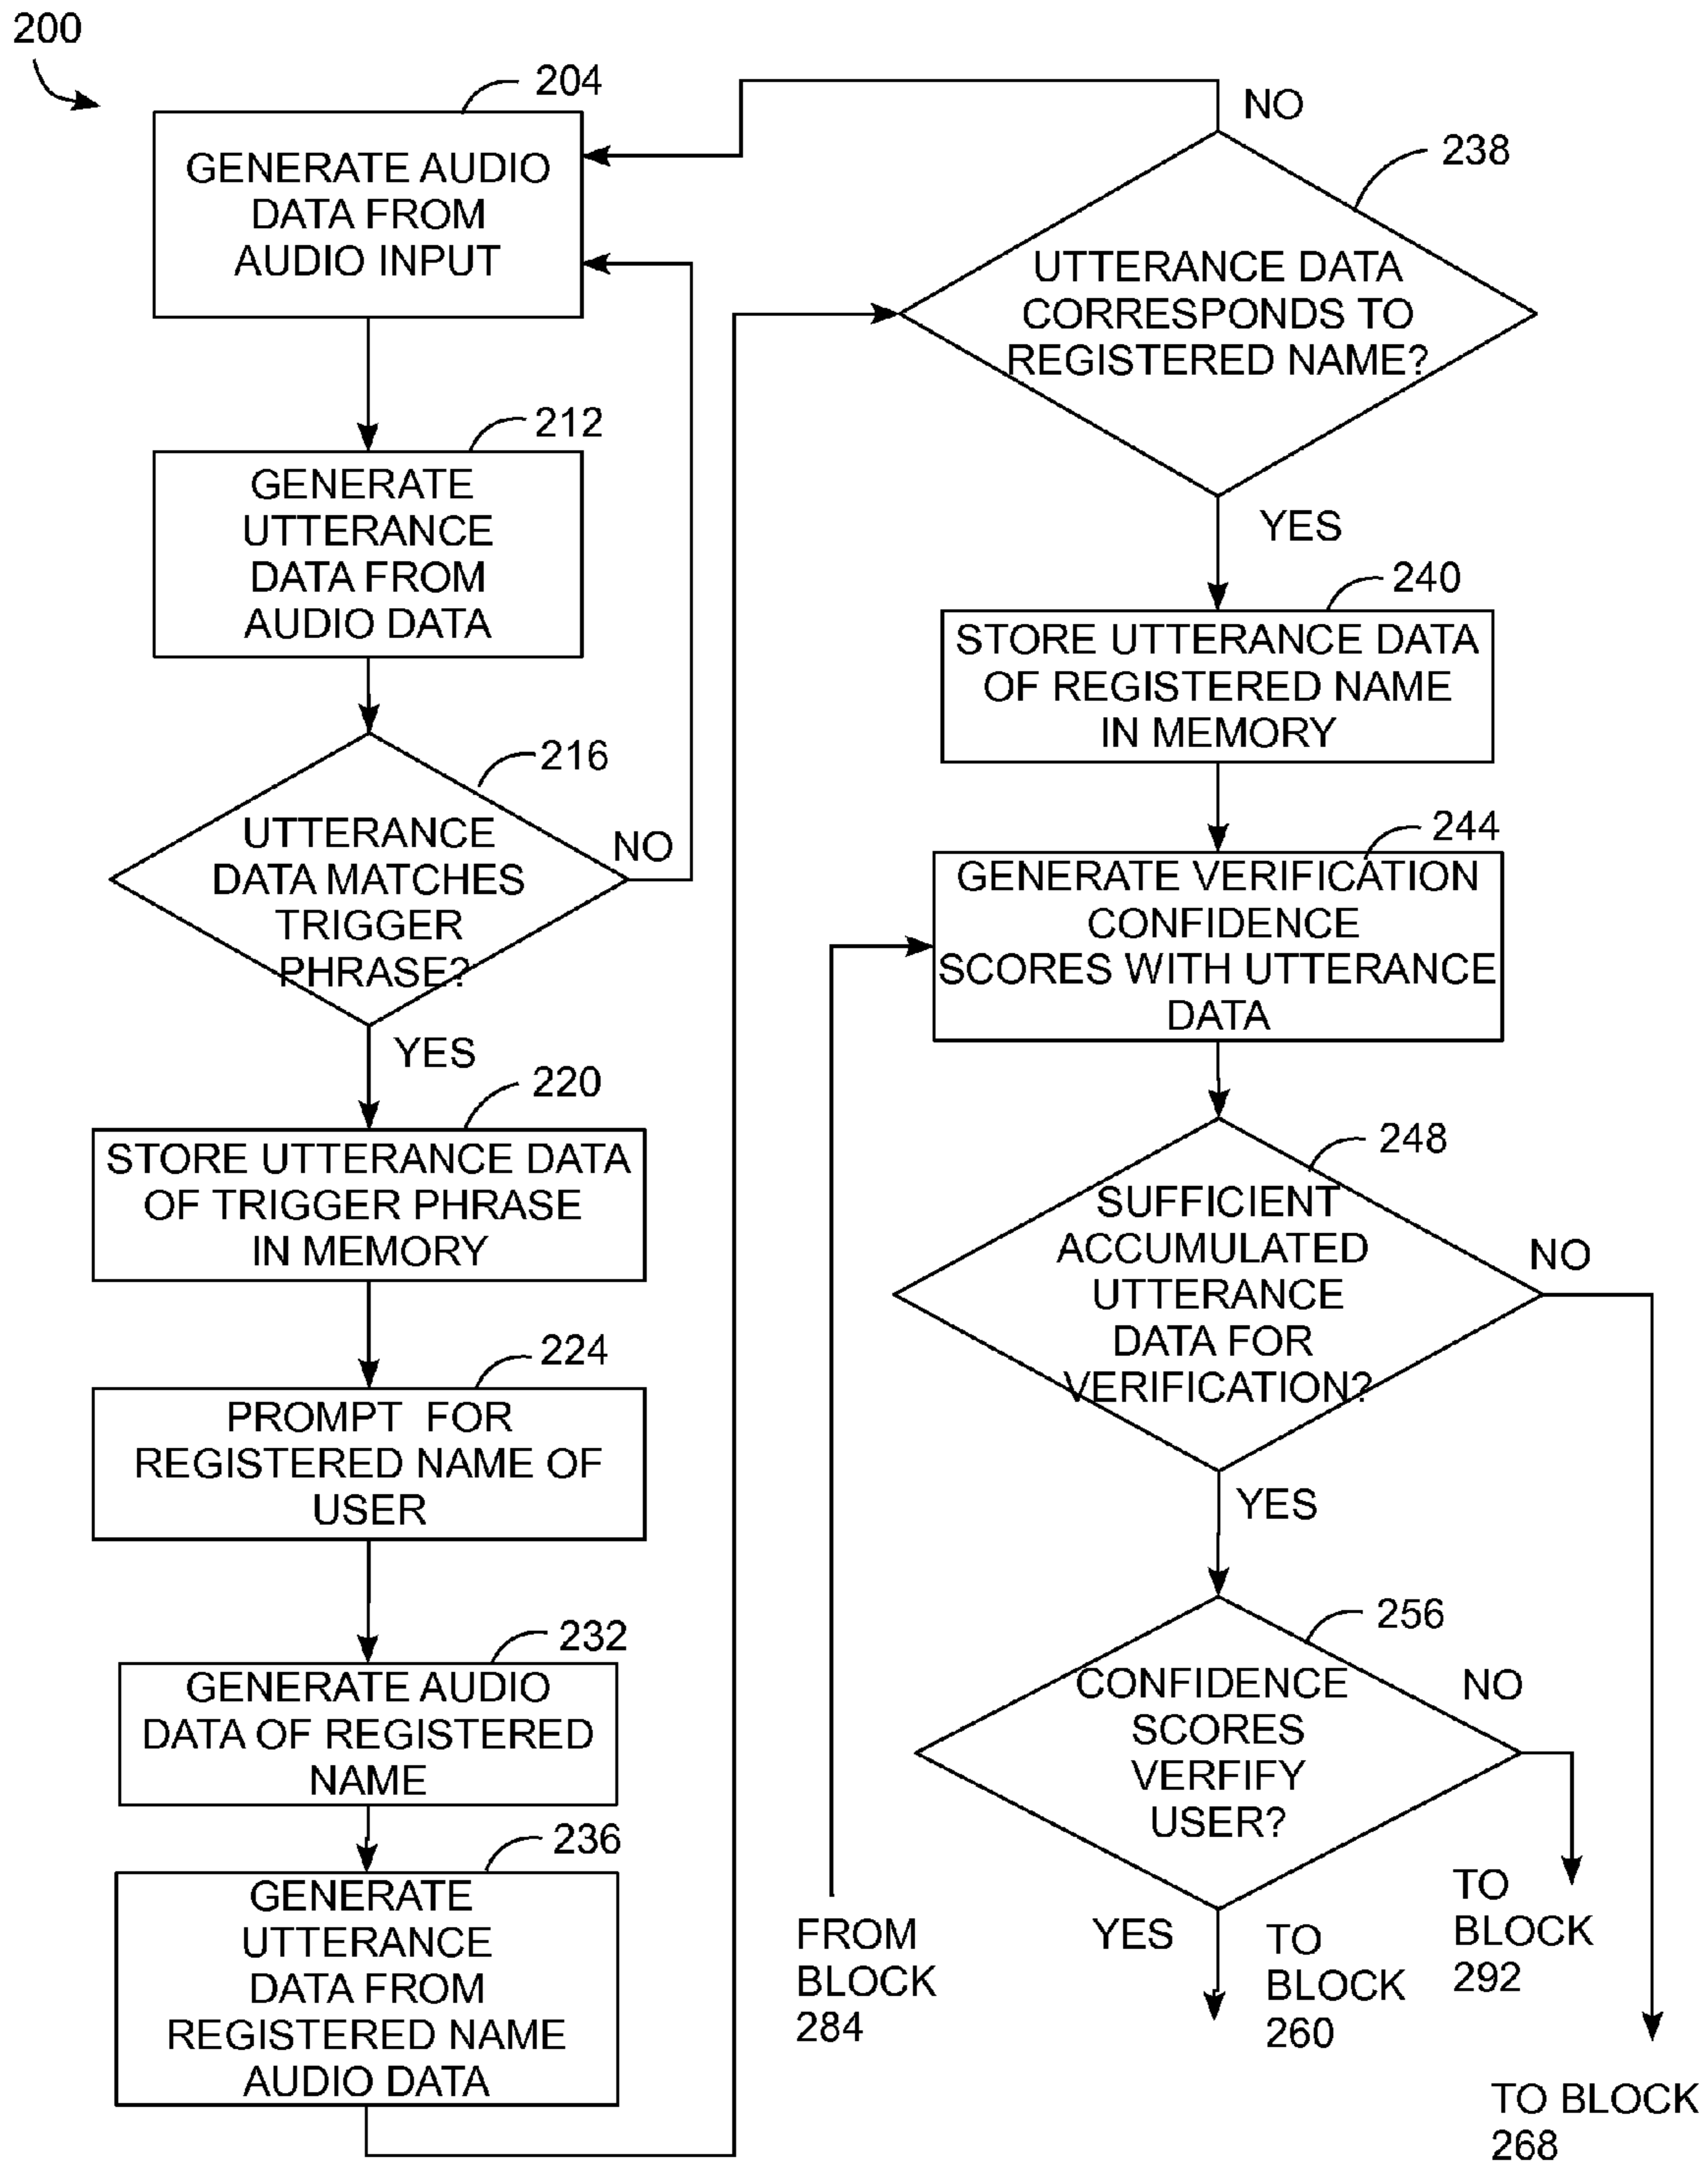 200
204
GENERATE AUDIO
DATA FROM
AUDIO INPUT
212
GENERATE
UTTERANCE
DATA FROM
AUDIO DATA
216
UTTERANCE
DATA MATCHES
TRIGGER
PHRASE?
NO
YES
220
STORE UTTERANCE DATA
OF TRIGGER PHRASE
IN MEMORY
224
PROMPT FOR
REGISTERED NAME OF
USER
232
GENERATE AUDIO
DATA OF REGISTERED
NAME
236
GENERATE
UTTERANCE
DATA FROM
REGISTERED NAME
AUDIO DATA
NO
238
UTTERANCE DATA
CORRESPONDS TO
REGISTERED NAME?
YES
240
STORE UTTERANCE DATA
OF REGISTERED NAME
IN MEMORY
244
GENERATE VERIFICATION
CONFIDENCE
SCORES WITH UTTERANCE
DATA
248
SUFFICIENT
ACCUMULATED
UTTERANCE
DATA FOR
VERIFICATION?
NO
YES
256
CONFIDENCE
SCORES
VERFIFY
USER?
NO
YES
FROM
BLOCK
284
TO
BLOCK
260
TO
BLOCK
292
TO BLOCK
268